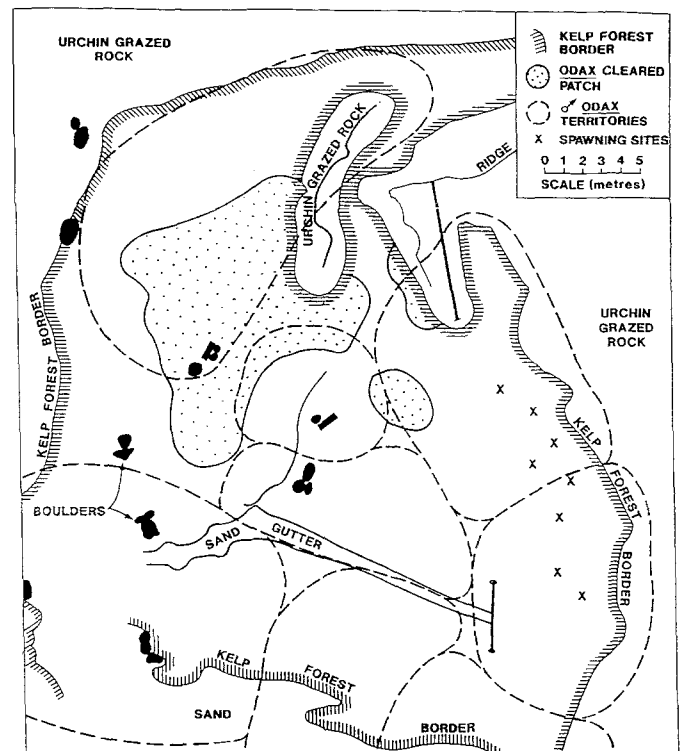 URCHIN GRAZED
ROCK
KELP FOREST
BORDER
ODAX CLEARED
PATCH
♂ ODAX
TERRITORIES
X SPAWNING SITES
0 1 2 3 4 5
SCALE (metres)
URCHIN GRAZED ROCK
RIDGE
URCHIN
GRAZED
ROCK
KELP FOREST BORDER
X
X
X
X
X
X
X
X
KELP
FOREST
BORDER
BOULDERS
SAND
GUTTER
KELP
FOREST
BORDER
SAND